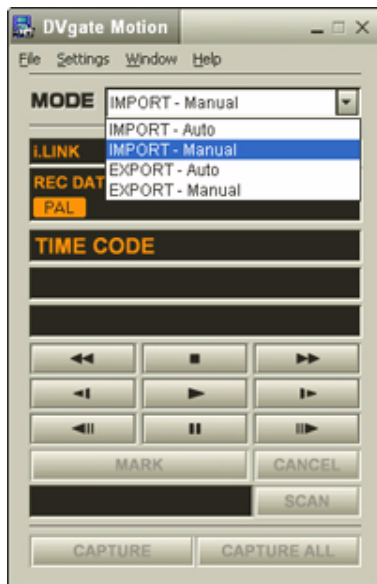 DVgate Motion
File Settings Window Help
MODE IMPORT - Manual
IMPORT - Auto
i.LINK IMPORT - Manual
REC DAT EXPORT - Auto
PAL EXPORT - Manual
TIME CODE
MARK CANCEL
SCAN
CAPTURE CAPTURE ALL